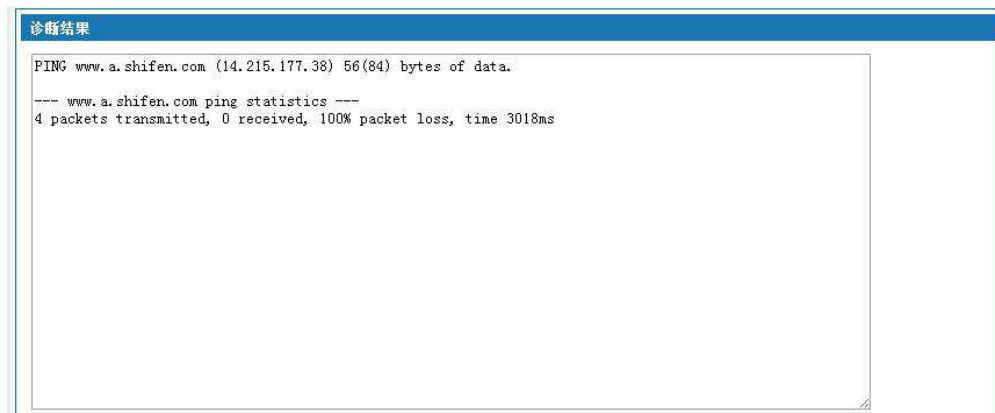 诊断结果
PING www.a.shifen.com (14.215.177.38) 56(84) bytes of data.
--- www.a.shifen.com ping statistics ---
4 packets transmitted, 0 received, 100% packet loss, time 3018ms